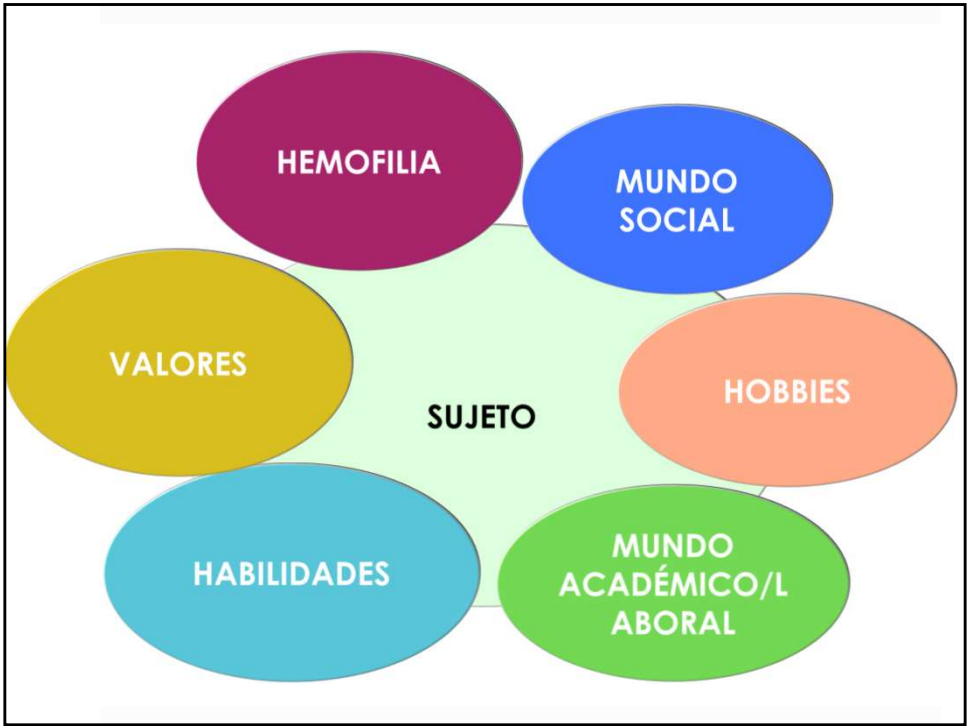 HEMOFILIA
MUNDO
SOCIAL
VALORES
HOBBIES
SUJETO
HABILIDADES
MUNDO
ACADÉMICO/L
ABORAL